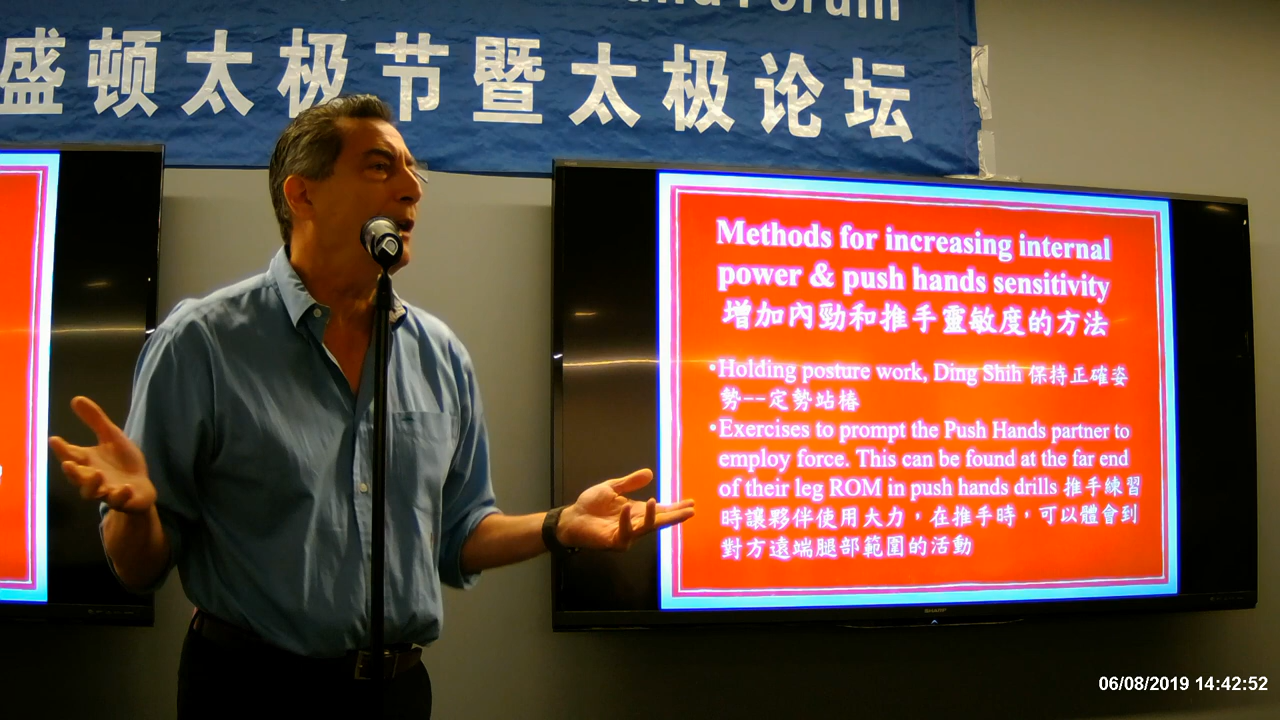 and Forum
盛顿太极节暨太极论坛
Methods for increasing internal
power & push hands sensitivity
增加內勁和推手靈敏度的方法
•Holding posture work, Ding Shih 保持正確姿
勢--定勢站樁
•Exercises to prompt the Push Hands partner to
employ force. This can be found at the far end
of their leg ROM in push hands drills 推手練習
時讓夥伴使用大力，在推手時，可以體會到
對方遠端腿部範圍的活動
SHARP
06/08/2019 14:42:52